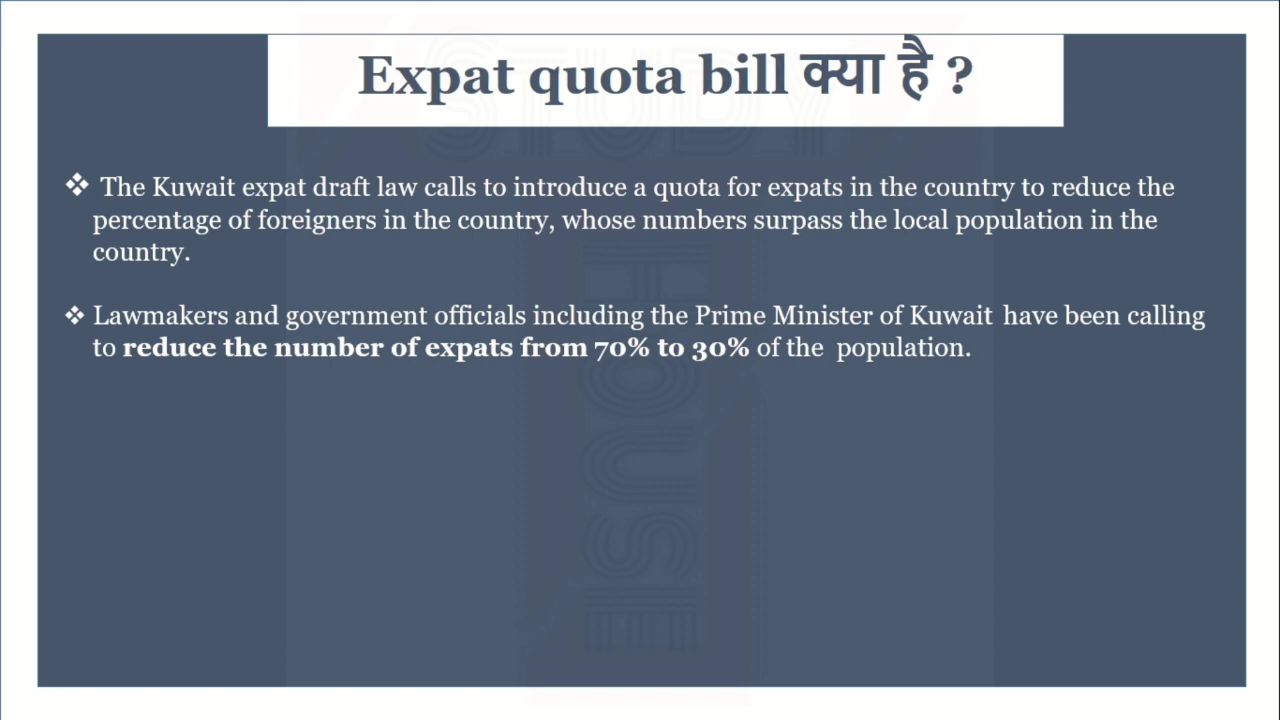 Expat quota bill क्या है ?
❖ The Kuwait expat draft law calls to introduce a quota for expats in the country to reduce the
percentage of foreigners in the country, whose numbers surpass the local population in the
country.
❖ Lawmakers and government officials including the Prime Minister of Kuwait have been calling
to reduce the number of expats from 70% to 30% of the population.
STUDY
HOUSE